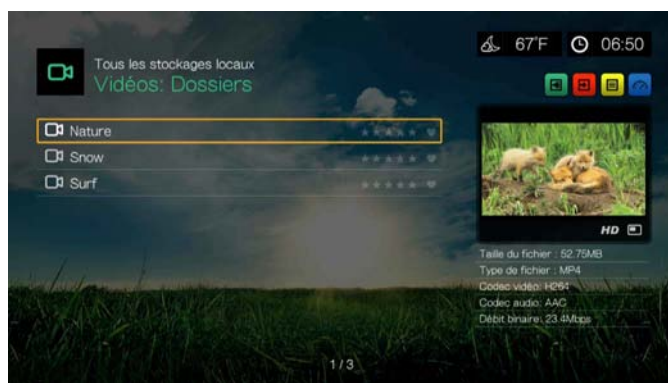 67°F 06:50
Tous les stockages locaux
Vidéos: Dossiers
Nature
Snow
Surf
HD
Taille du fichier : 52.75MB
Type de fichier : MP4
Codec vidéo: H264
Codec audio: AAC
Débit binaire: 23.4Mbps
1 / 3